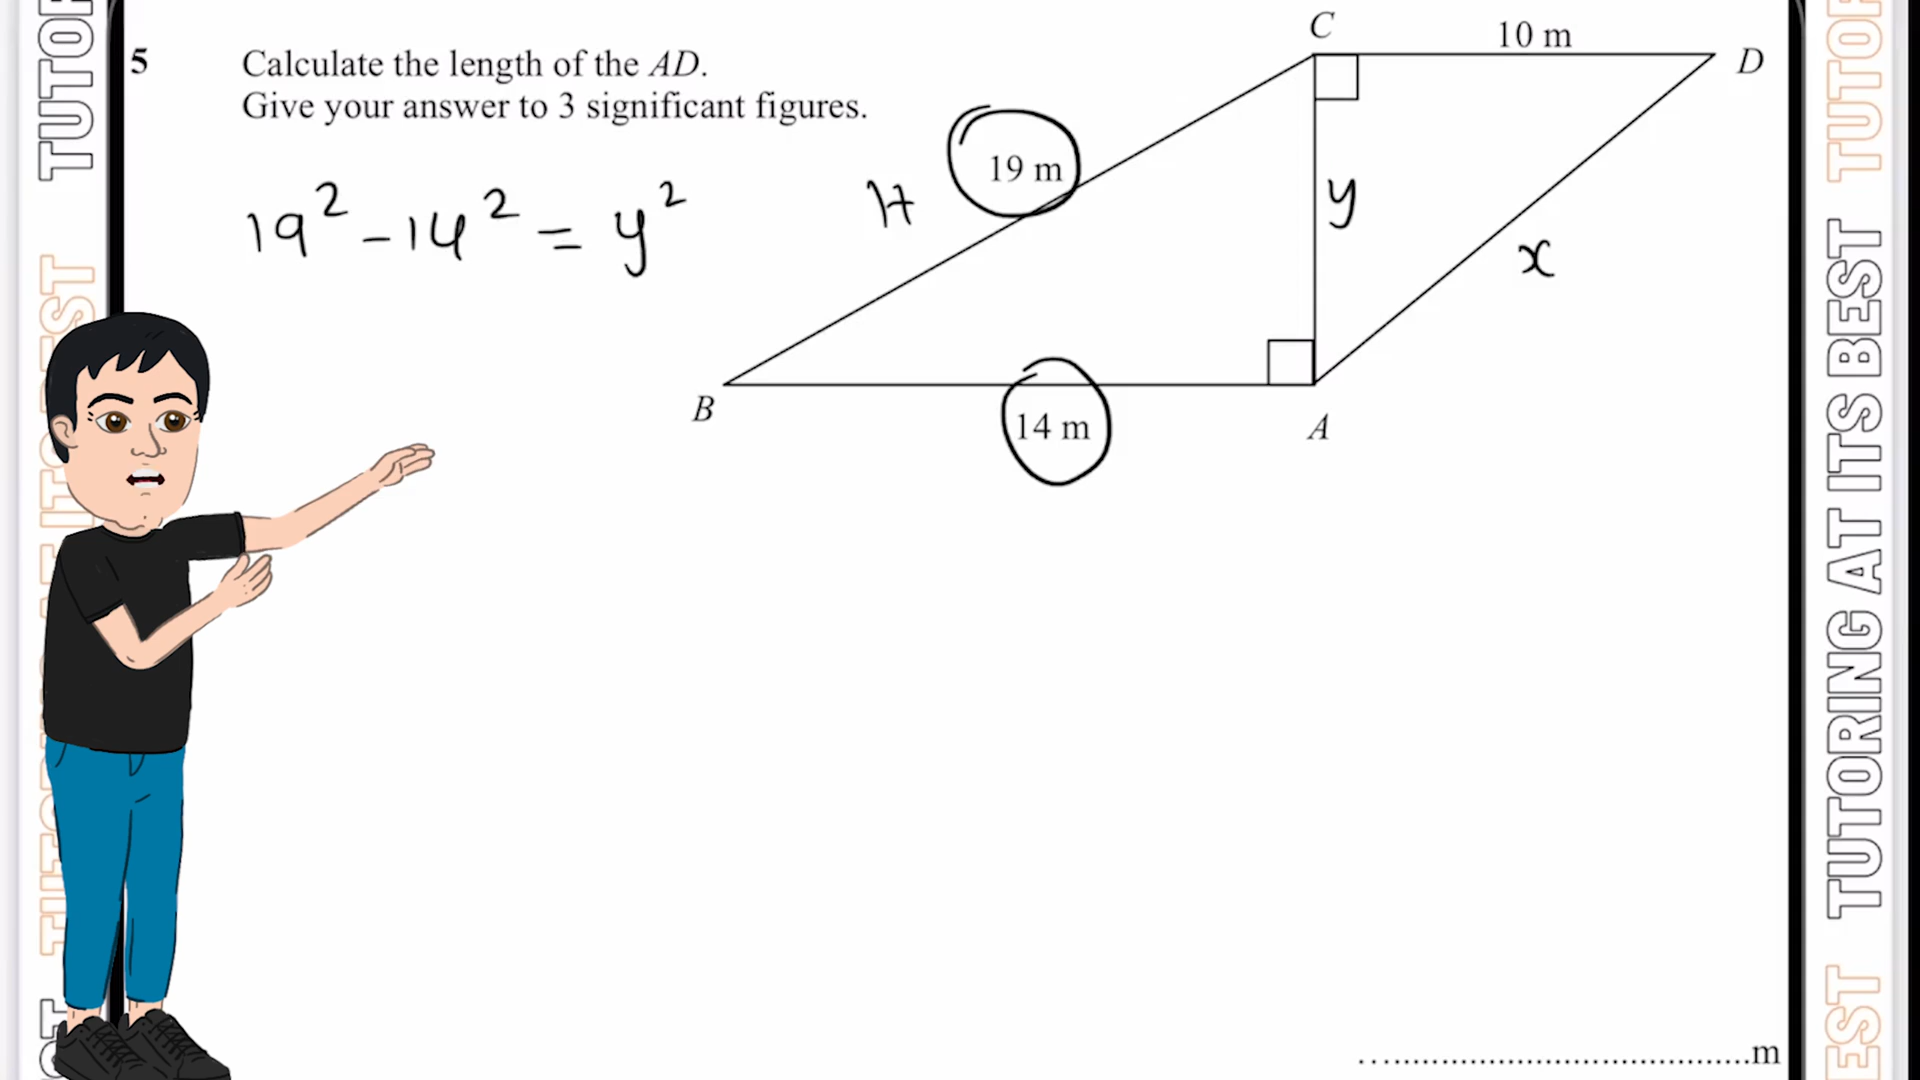 5
Calculate the length of the AD.
Give your answer to 3 significant figures.
19² - 14² = y²
H
19 m
C
10 m
D
y
x
B
14 m
A
..........................................m
TUTOR
TUTOR
TUTORING AT ITS BEST
EST